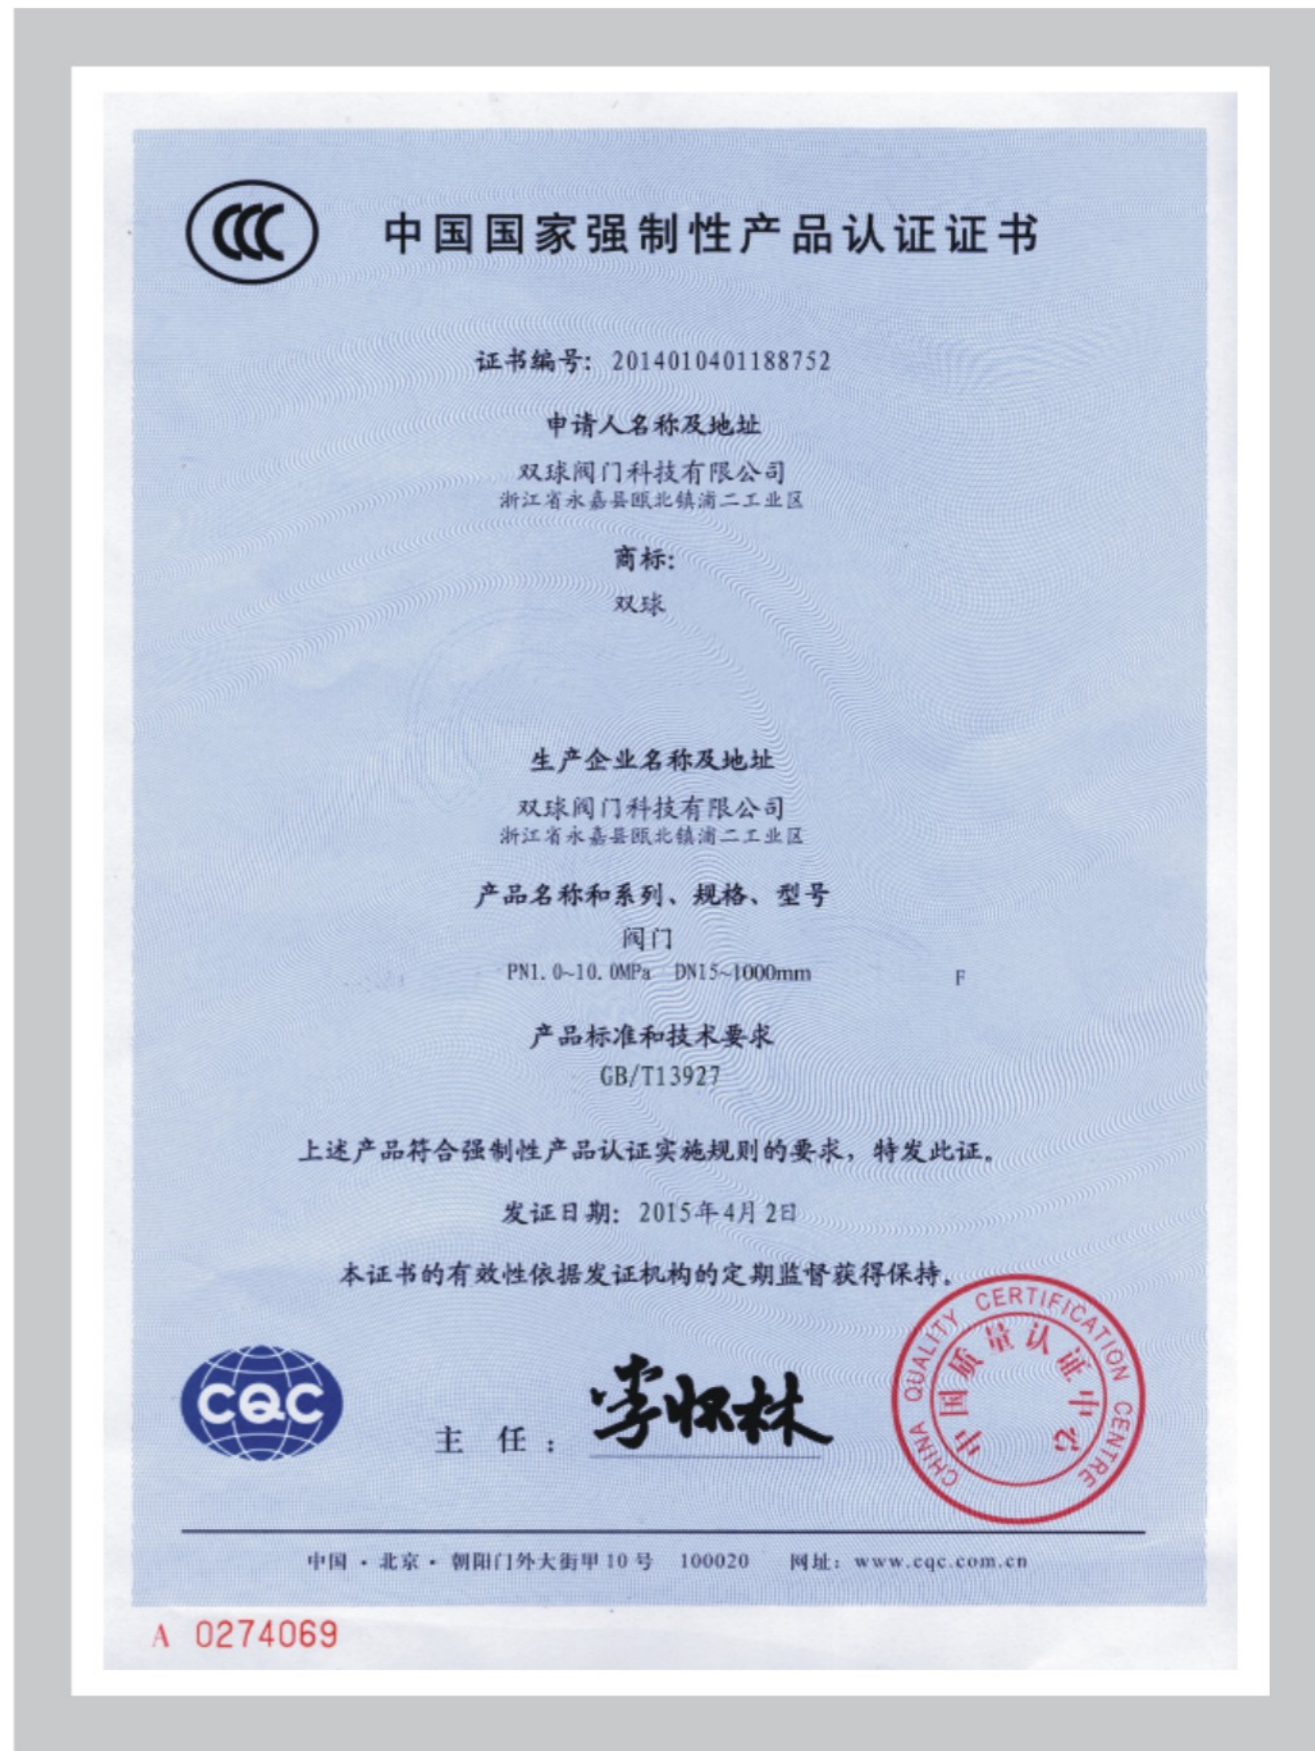 CCC
中国国家强制性产品认证证书
证书编号: 2014010401188752
申请人名称及地址
双球阀门科技有限公司
浙江省永嘉县瓯北镇浦二工业区
商标:
双球
生产企业名称及地址
双球阀门科技有限公司
浙江省永嘉县瓯北镇浦二工业区
产品名称和系列、规格、型号
阀门
PN1.0~10.0MPa DN15~1000mm F
产品标准和技术要求
GB/T13927
上述产品符合强制性产品认证实施规则的要求，特发此证。
发证日期: 2015年4月2日
本证书的有效性依据发证机构的定期监督获得保持。
CQC
主 任：
李怀林
CHINA QUALITY CERTIFICATION CENTRE
中国质量认证中心
中国·北京·朝阳门外大街甲10号 100020 网址：www.cqc.com.cn
A 0274069